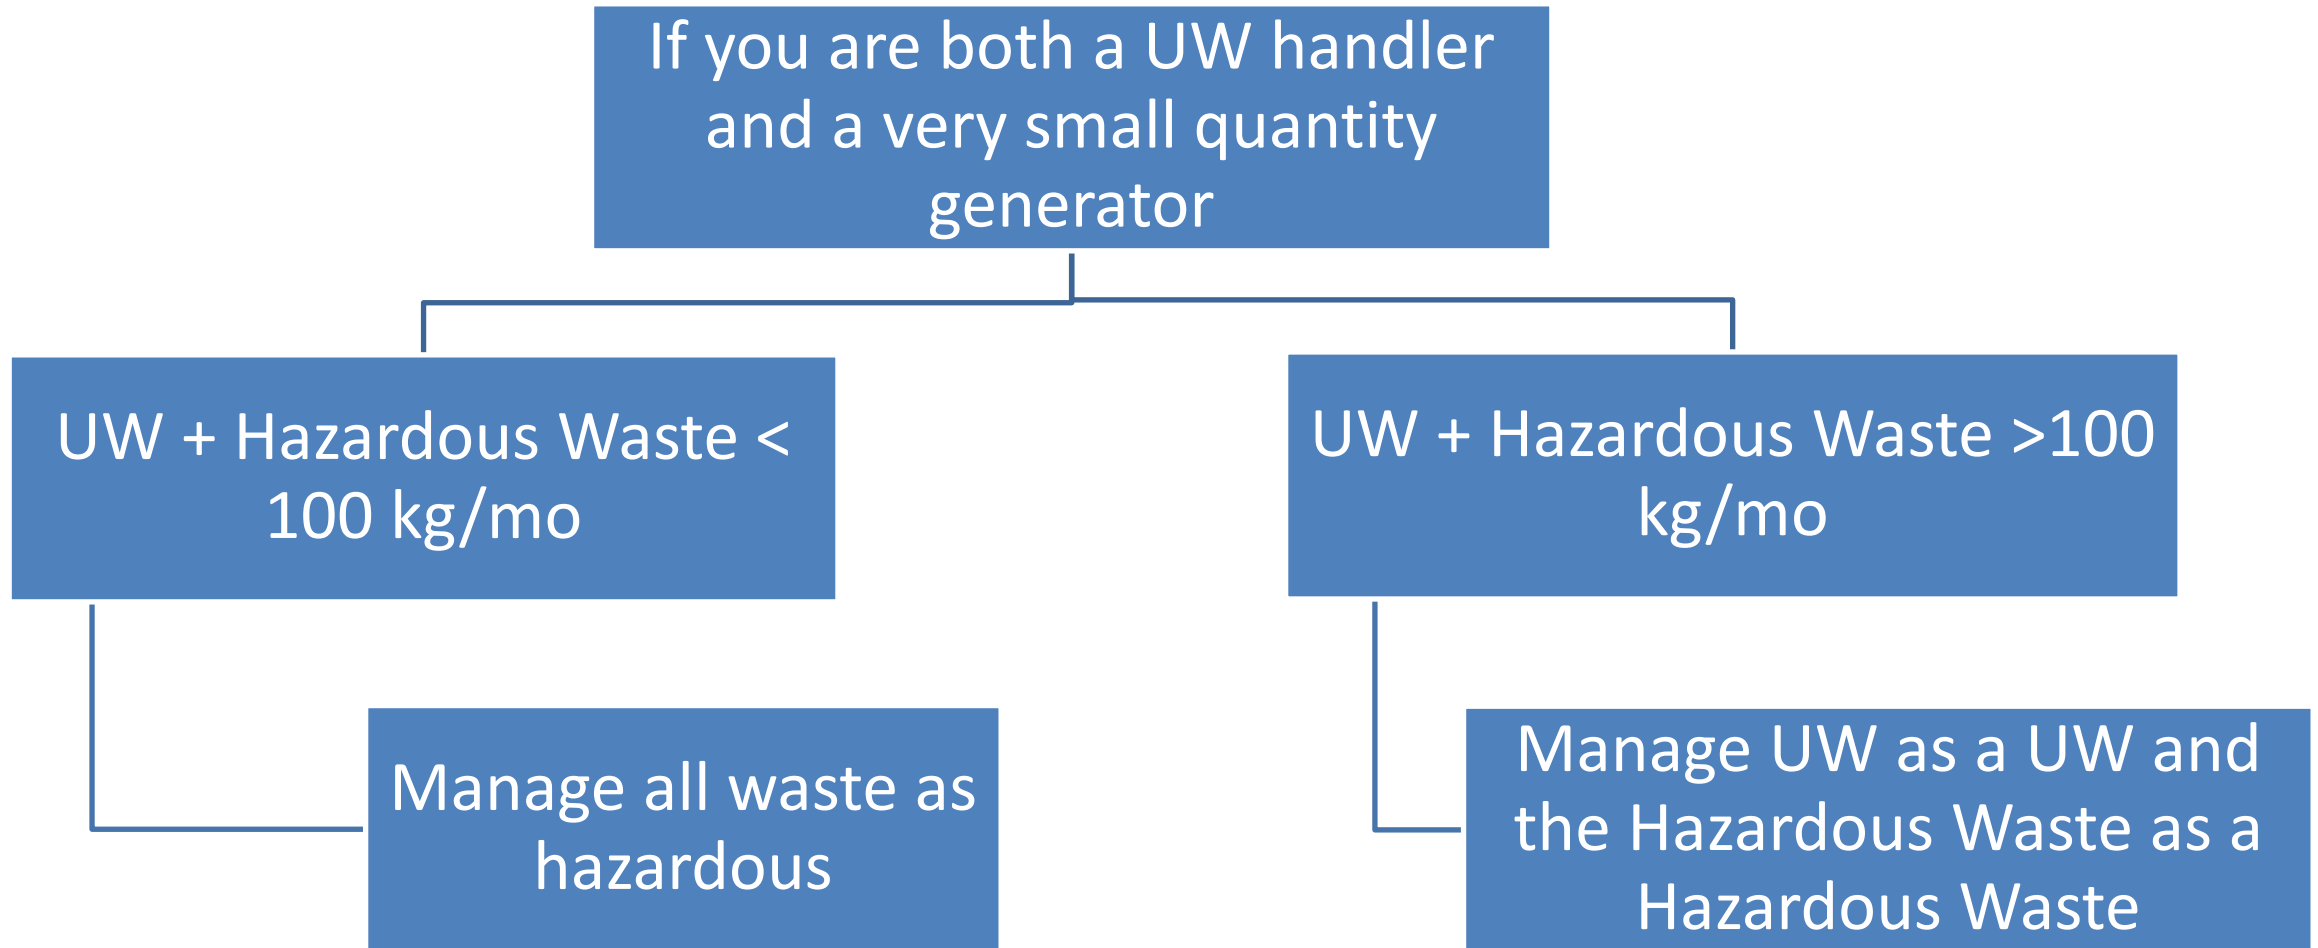 If you are both a UW handler
and a very small quantity
generator
UW + Hazardous Waste <
100 kg/mo
UW + Hazardous Waste >100
kg/mo
Manage all waste as
hazardous
Manage UW as a UW and
the Hazardous Waste as a
Hazardous Waste